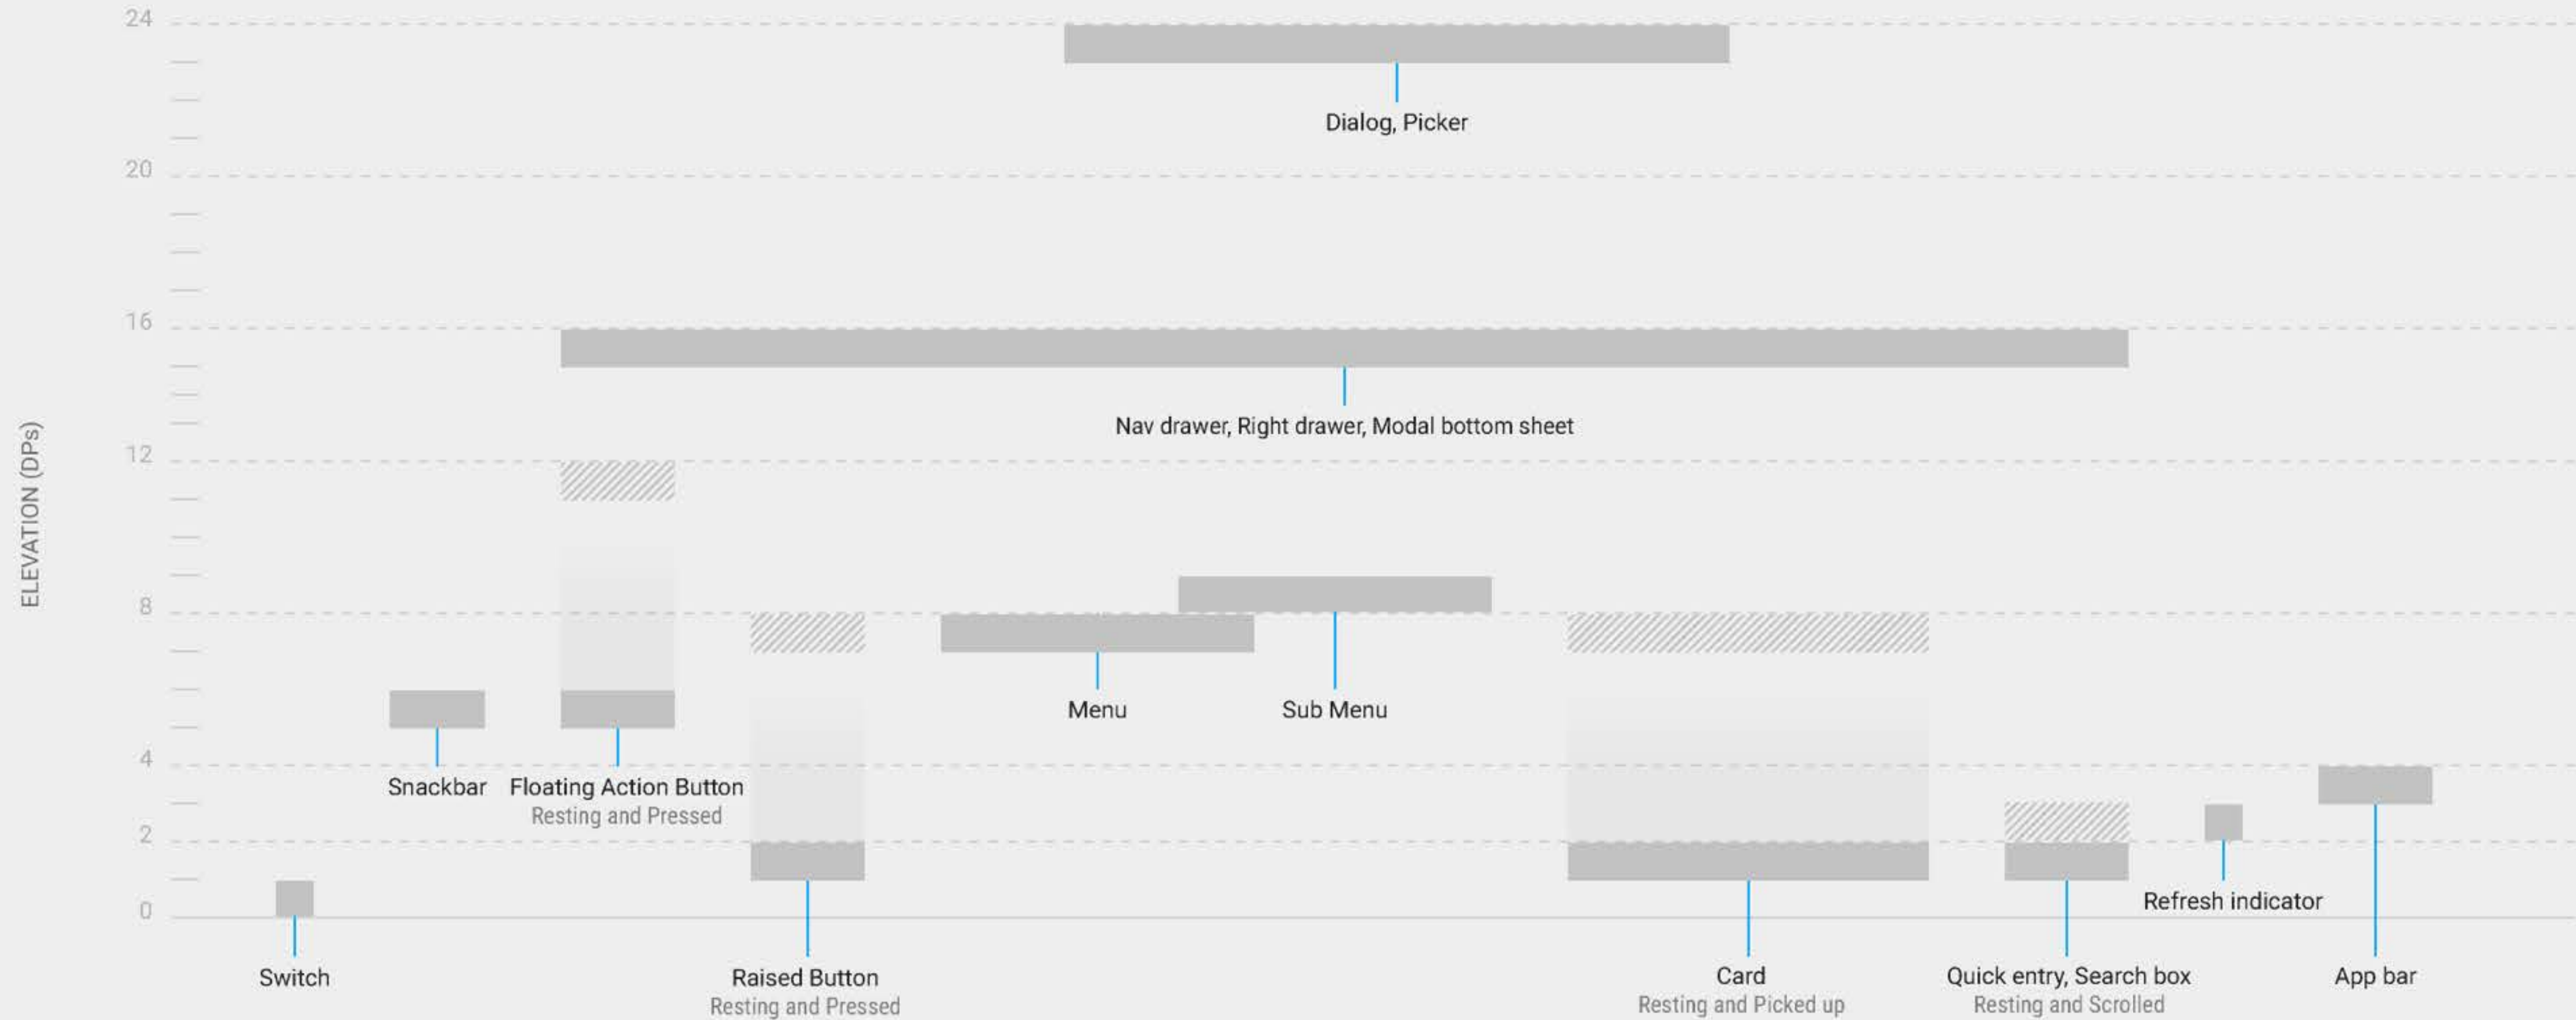 24
Dialog, Picker
20
16
Nav drawer, Right drawer, Modal bottom sheet
12
ELEVATION (DPs)
8
Menu
Sub Menu
4
Snackbar
Floating Action Button
Resting and Pressed
2
Refresh indicator
0
Switch
Raised Button
Resting and Pressed
Card
Resting and Picked up
Quick entry, Search box
Resting and Scrolled
App bar